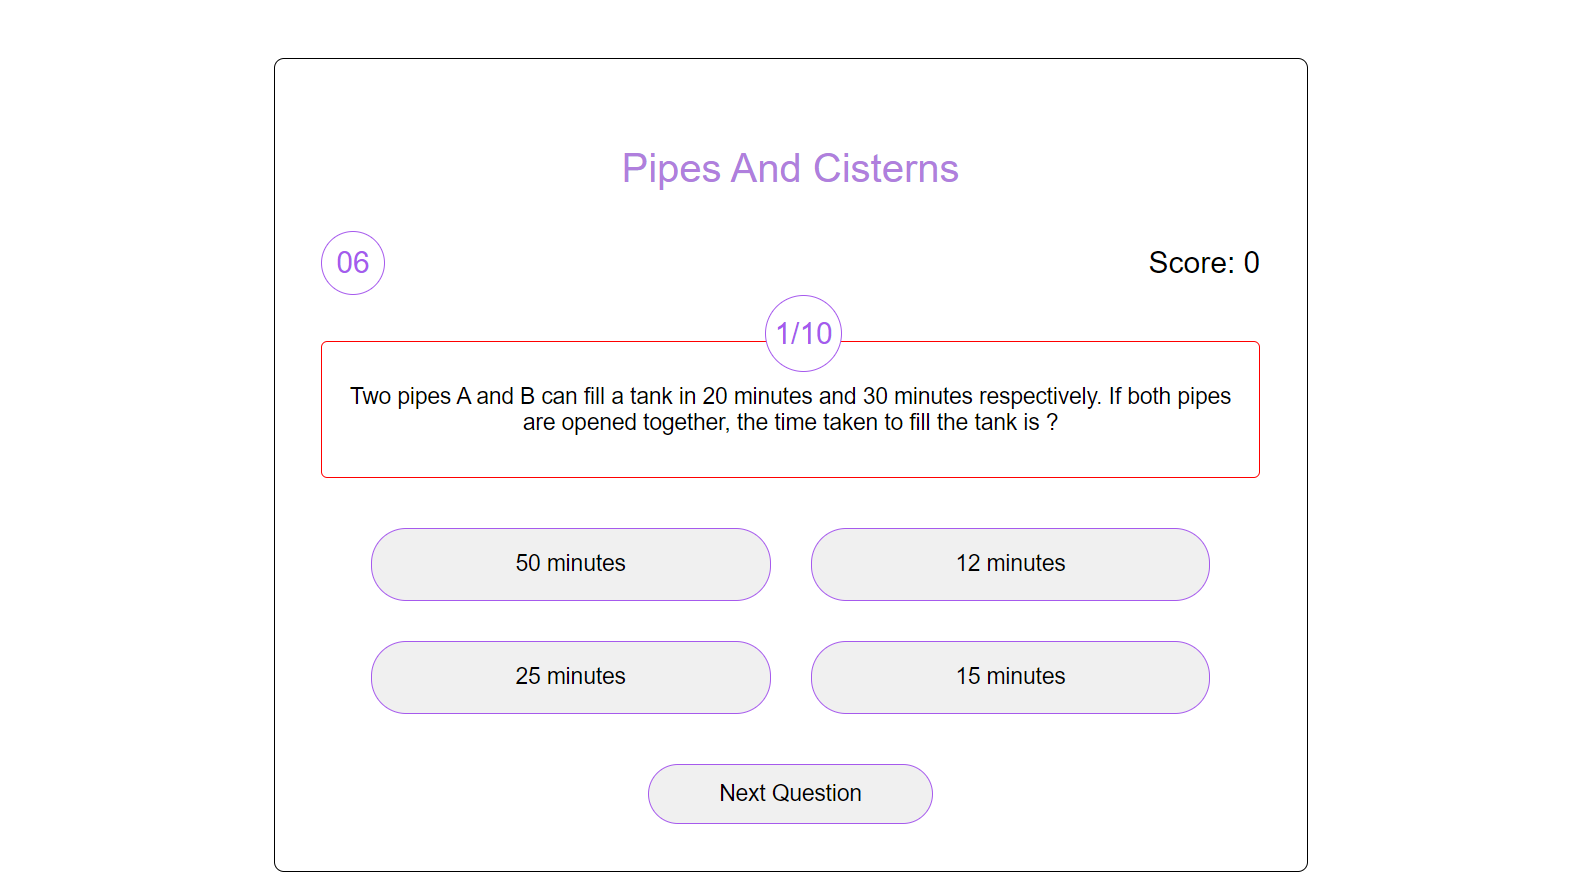 Pipes And Cisterns
06
Score: 0
1/10
Two pipes A and B can fill a tank in 20 minutes and 30 minutes respectively. If both pipes
are opened together, the time taken to fill the tank is ?
50 minutes
12 minutes
25 minutes
15 minutes
Next Question